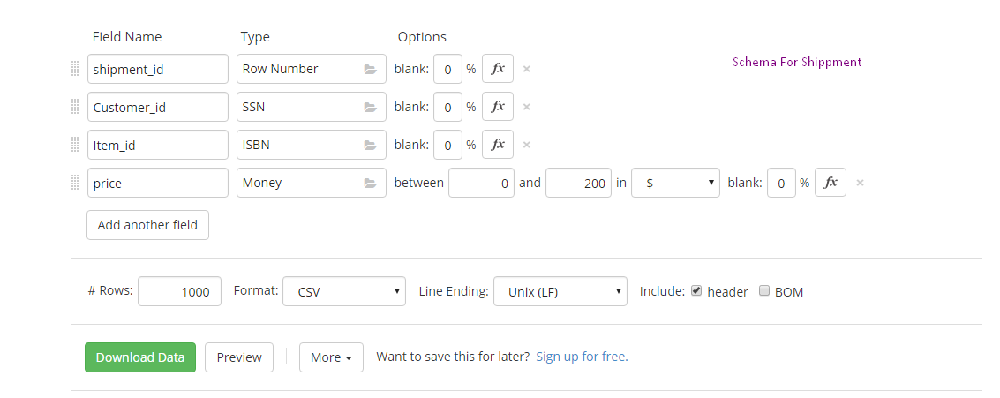 Field Name Type Options
shipment_id Row Number blank: 0 % fx × Schema For Shippment
Customer_id SSN blank: 0 % fx ×
Item_id ISBN blank: 0 % fx ×
price Money between 0 and 200 in $ blank: 0 % fx ×
Add another field
# Rows: 1000 Format: CSV Line Ending: Unix (LF) Include: header BOM
Download Data Preview More Want to save this for later? Sign up for free.